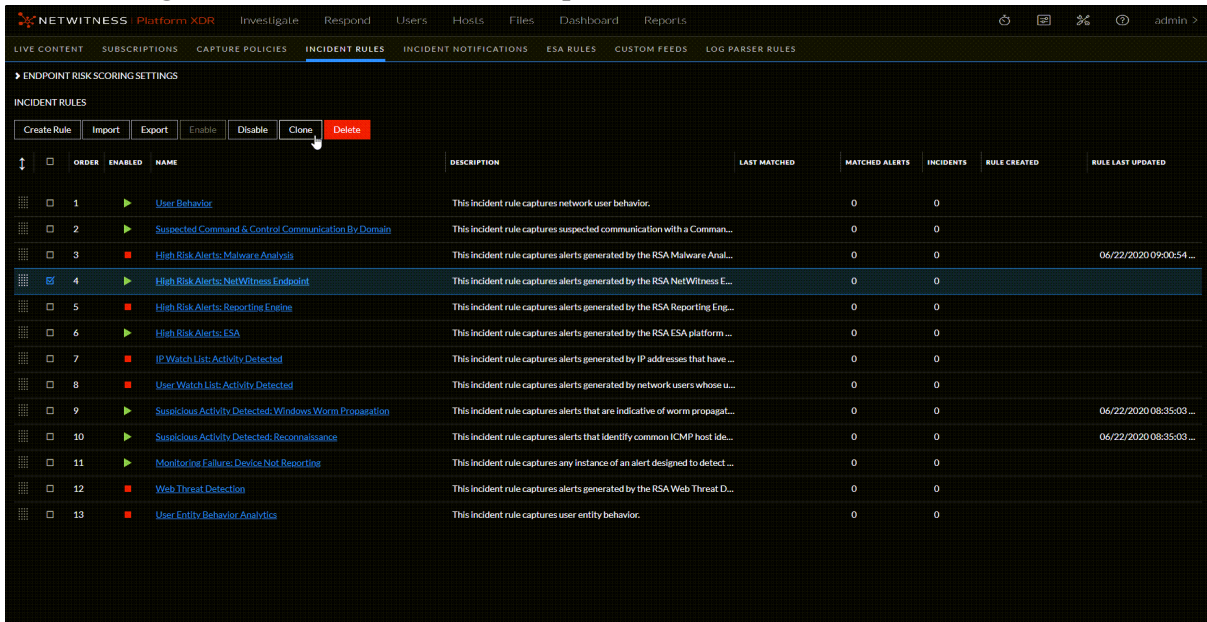 NETWITNESS Platform XDR Investigate Respond Users Hosts Files Dashboard Reports admin >
LIVE CONTENT SUBSCRIPTIONS CAPTURE POLICIES INCIDENT RULES INCIDENT NOTIFICATIONS ESA RULES CUSTOM FEEDS LOG PARSER RULES
ENDPOINT RISK SCORING SETTINGS
INCIDENT RULES
Create Rule Import Export Enable Disable Clone Delete
ORDER ENABLED NAME DESCRIPTION LAST MATCHED MATCHED ALERTS INCIDENTS RULE CREATED RULE LAST UPDATED
1 User Behavior This incident rule captures network user behavior. 0 0
2 Suspected Command & Control Communication By Domain This incident rule captures suspected communication with a Comman... 0 0
3 High Risk Alerts: Malware Analysis This incident rule captures alerts generated by the RSA Malware Anal... 0 0 06/22/2020 09:00:54 ...
4 High Risk Alerts: NetWitness Endpoint This incident rule captures alerts generated by the RSA NetWitness E... 0 0
5 High Risk Alerts: Reporting Engine This incident rule captures alerts generated by the RSA Reporting Eng... 0 0
6 High Risk Alerts: ESA This incident rule captures alerts generated by the RSA ESA platform ... 0 0
7 IP Watch List: Activity Detected This incident rule captures alerts generated by IP addresses that have ... 0 0
8 User Watch List: Activity Detected This incident rule captures alerts generated by network users whose u... 0 0
9 Suspicious Activity Detected: Windows Worm Propagation This incident rule captures alerts that are indicative of worm propagat... 0 0 06/22/2020 08:35:03 ...
10 Suspicious Activity Detected: Reconnaissance This incident rule captures alerts that identify common ICMP host ide... 0 0 06/22/2020 08:35:03 ...
11 Monitoring Failure: Device Not Reporting This incident rule captures any instance of an alert designed to detect ... 0 0
12 Web Threat Detection This incident rule captures alerts generated by the RSA Web Threat D... 0 0
13 User Entity Behavior Analytics This incident rule captures user entity behavior. 0 0